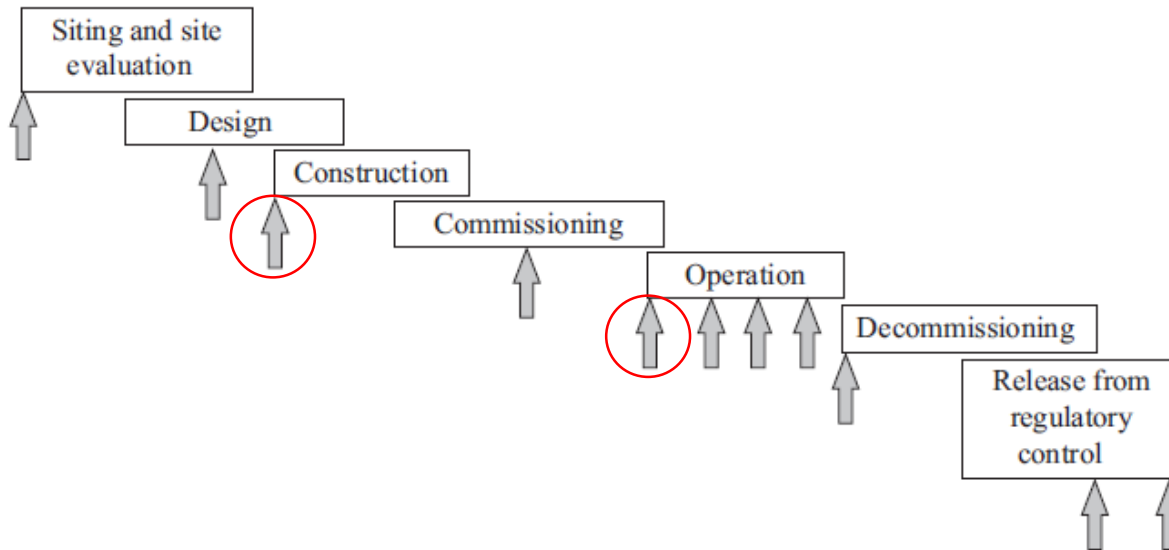 Siting and site
evaluation
Design
Construction
Commissioning
Operation
Decommissioning
Release from
regulatory
control